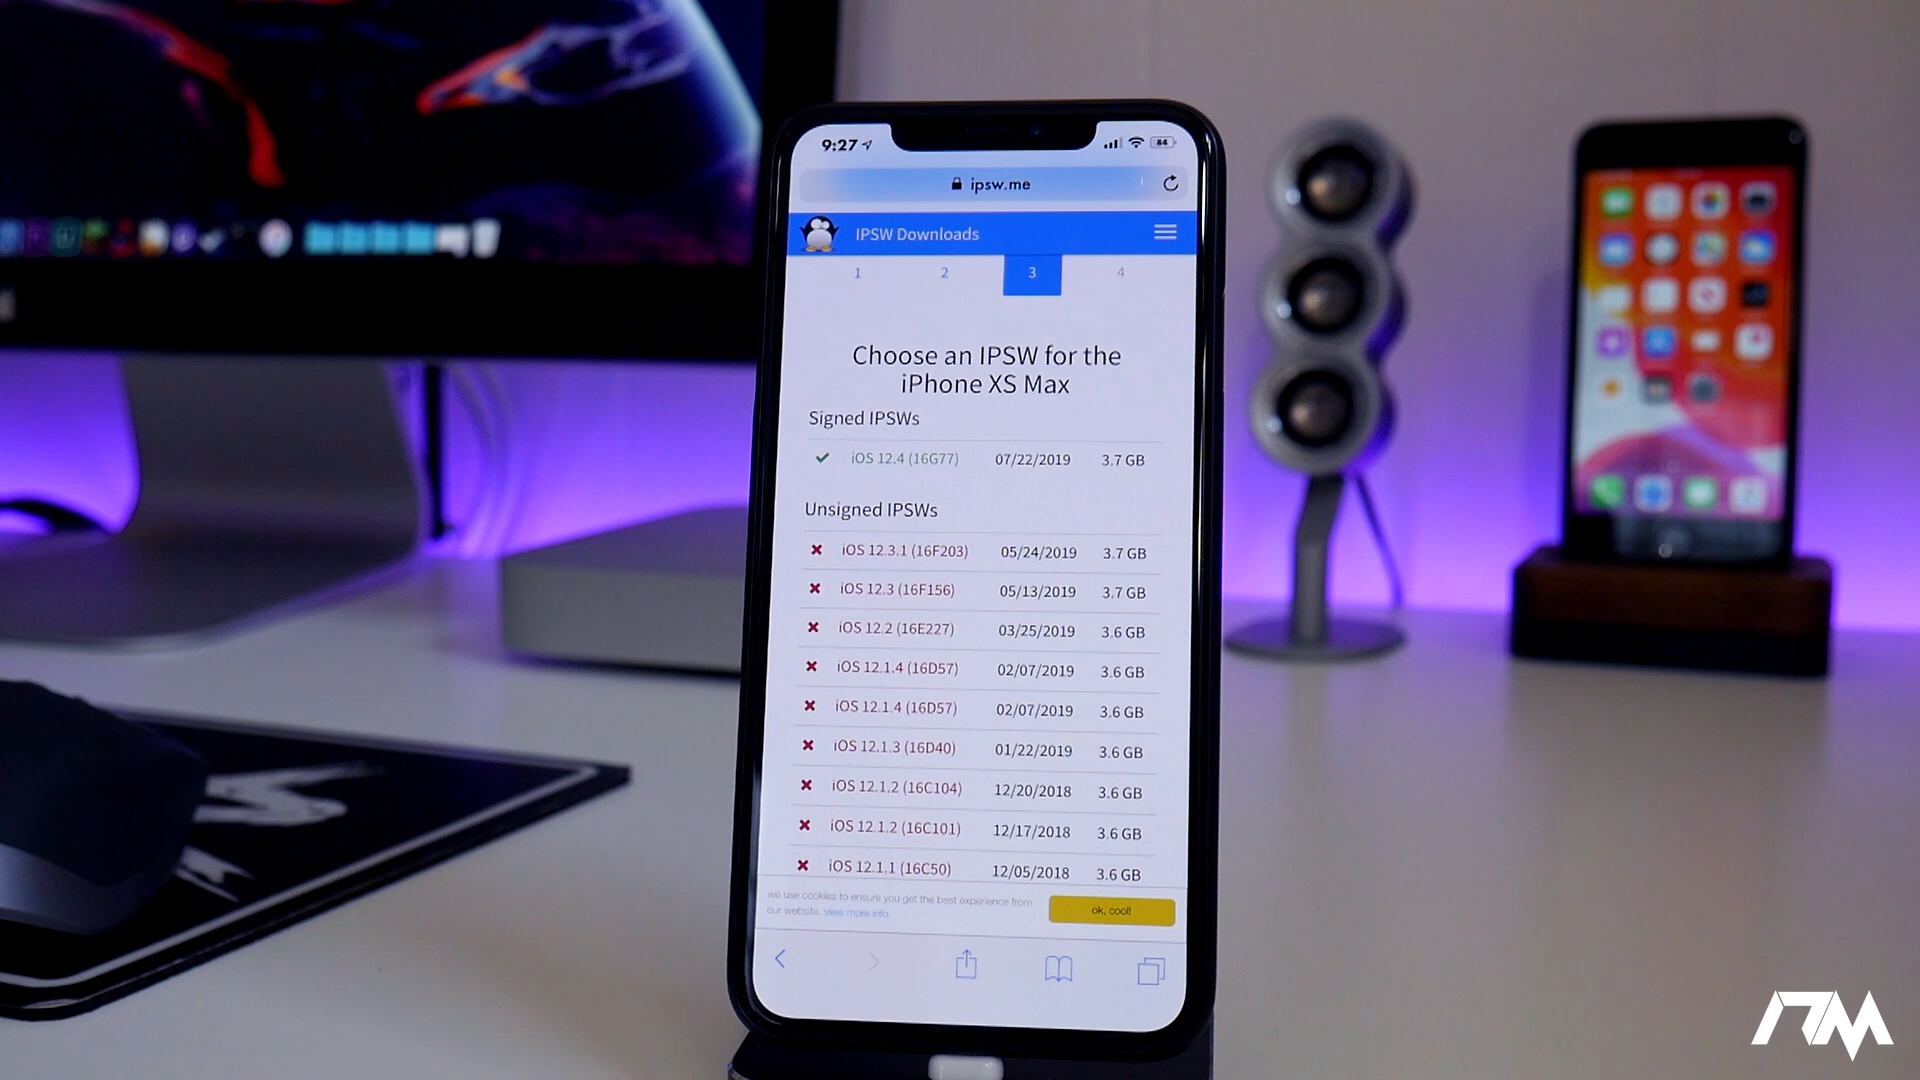 9:27
84
ipsw.me
IPSW Downloads
1 2 3 4
Choose an IPSW for the
iPhone XS Max
Signed IPSWs
iOS 12.4 (16G77) 07/22/2019 3.7 GB
Unsigned IPSWs
iOS 12.3.1 (16F203) 05/24/2019 3.7 GB
iOS 12.3 (16F156) 05/13/2019 3.7 GB
iOS 12.2 (16E227) 03/25/2019 3.6 GB
iOS 12.1.4 (16D57) 02/07/2019 3.6 GB
iOS 12.1.4 (16D57) 02/07/2019 3.6 GB
iOS 12.1.3 (16D40) 01/22/2019 3.6 GB
iOS 12.1.2 (16C104) 12/20/2018 3.6 GB
iOS 12.1.2 (16C101) 12/17/2018 3.6 GB
iOS 12.1.1 (16C50) 12/05/2018 3.6 GB
we use cookies to ensure you get the best experience from
our website. view more info
ok, cool!